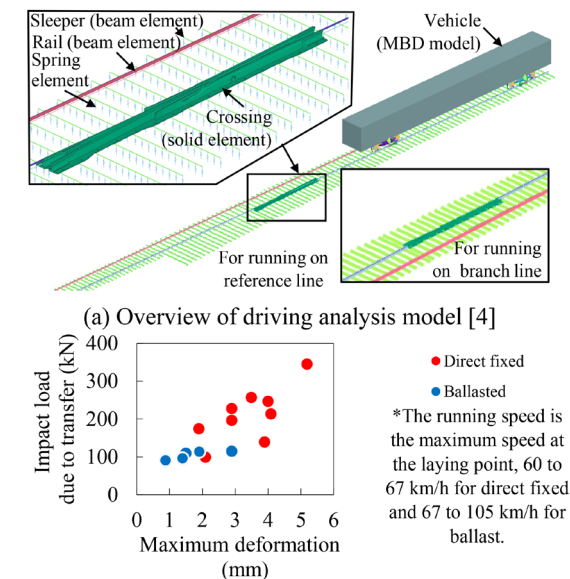 Sleeper (beam element)
Rail (beam element)
Spring
element
Crossing
(solid element)
Vehicle
(MBD model)
For running on
reference line
For running
on branch line
(a) Overview of driving analysis model [4]
Impact load
due to transfer (kN)
400
300
200
100
0
0 1 2 3 4 5 6
Maximum deformation
(mm)
Direct fixed
Ballasted
*The running speed is
the maximum speed at
the laying point, 60 to
67 km/h for direct fixed
and 67 to 105 km/h for
ballast.